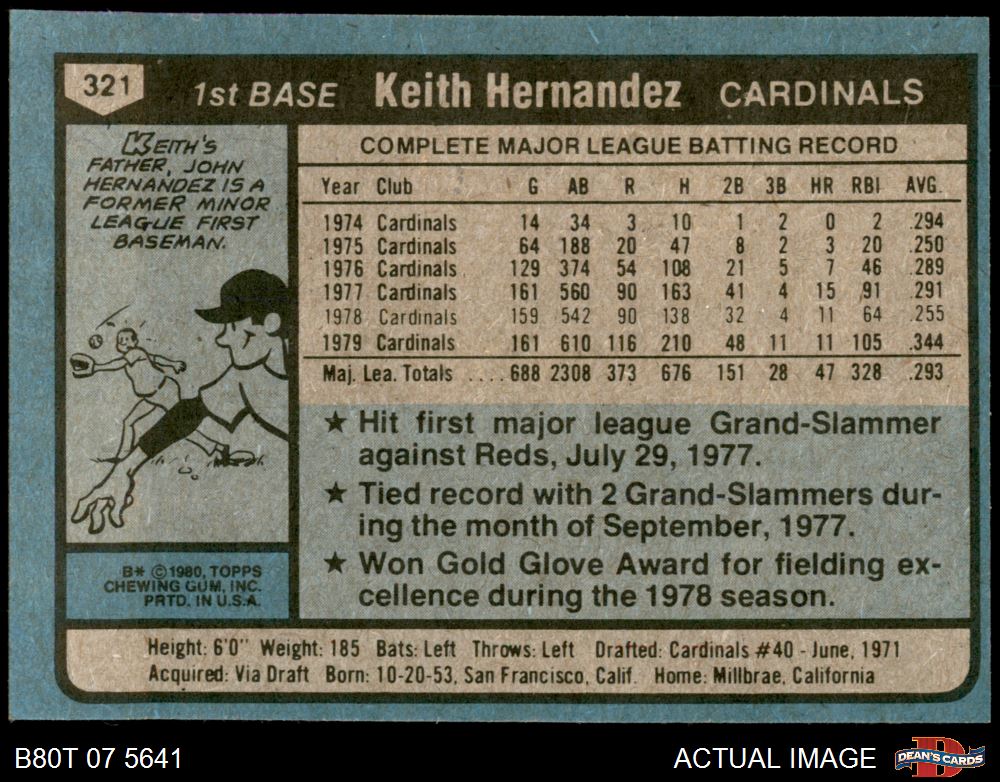 321 1st BASE Keith Hernandez CARDINALS
KEITH'S
FATHER, JOHN
HERNANDEZ IS A
FORMER MINOR
LEAGUE FIRST
BASEMAN.
COMPLETE MAJOR LEAGUE BATTING RECORD
Year Club G AB R H 2B 3B HR RBI AVG.
1974 Cardinals 14 34 3 10 1 2 0 2 .294
1975 Cardinals 64 188 20 47 8 2 3 20 .250
1976 Cardinals 129 374 54 108 21 5 7 46 .289
1977 Cardinals 161 560 90 163 41 4 15 91 .291
1978 Cardinals 159 542 90 138 32 4 11 64 .255
1979 Cardinals 161 610 116 210 48 11 11 105 .344
Maj. Lea. Totals .... 688 2308 373 676 151 28 47 328 .293
★ Hit first major league Grand-Slammer
against Reds, July 29, 1977.
★ Tied record with 2 Grand-Slammers dur-
ing the month of September, 1977.
★ Won Gold Glove Award for fielding ex-
cellence during the 1978 season.
B* © 1980, TOPPS
CHEWING GUM, INC.
PRTD. IN U.S.A.
Height: 6'0" Weight: 185 Bats: Left Throws: Left Drafted: Cardinals #40 - June, 1971
Acquired: Via Draft Born: 10-20-53, San Francisco, Calif. Home: Millbrae, California
B80T 07 5641
ACTUAL IMAGE
D
DEAN'S CARDS